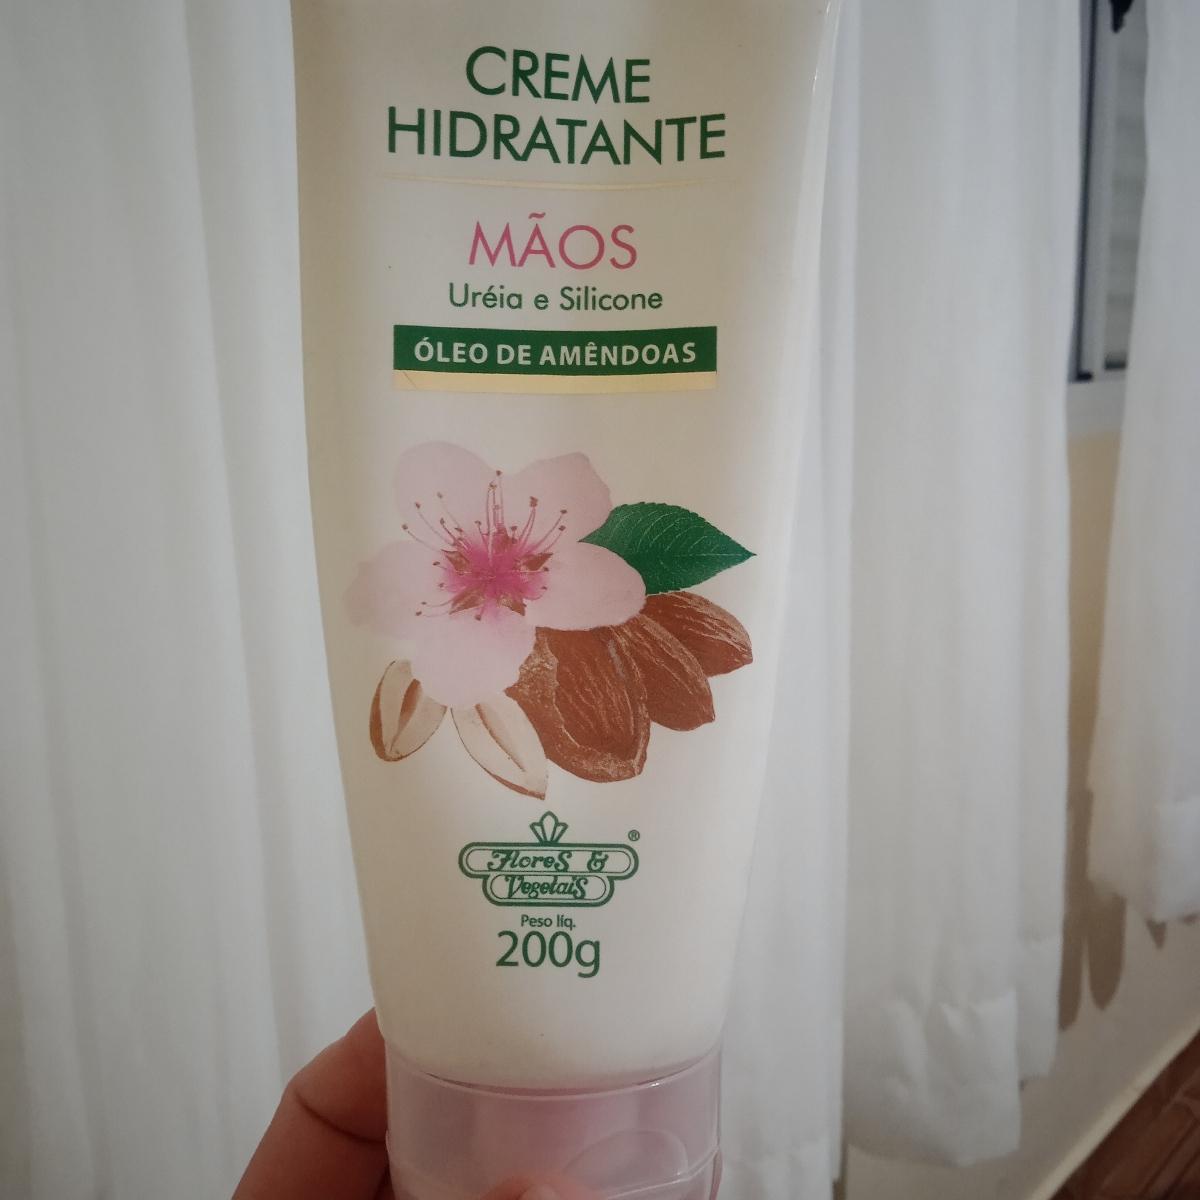 CREME
HIDRATANTE
MÃOS
Uréia e Silicone
ÓLEO DE AMÊNDOAS
Flores &
Vegetais
®
Peso líq.
200g